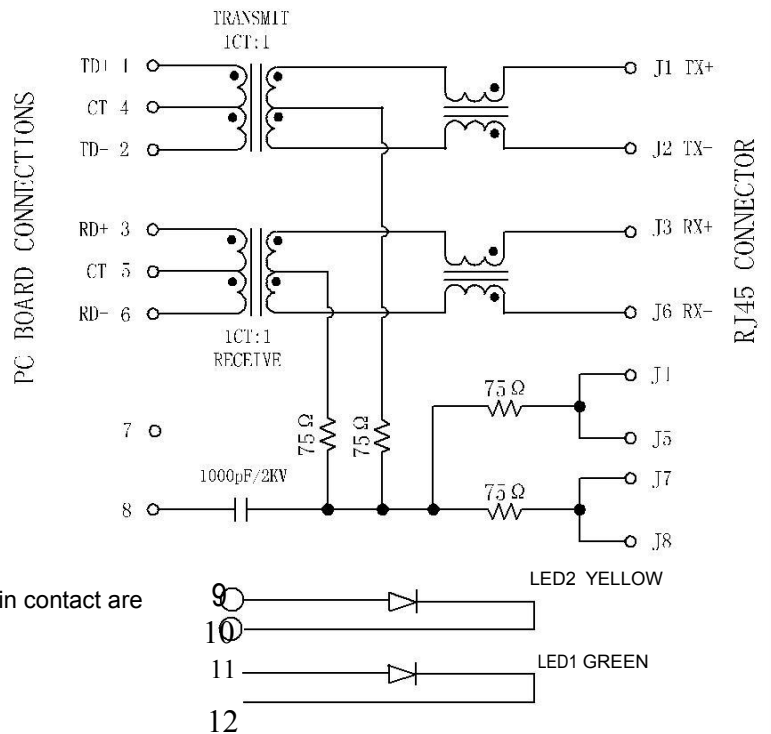 TRANSMIT
1CT:1
TD+ 1
CT 4
TD- 2
J1 TX+
J2 TX-
PC BOARD CONNECTIONS
RJ45 CONNECTOR
RD+ 3
CT 5
RD- 6
J3 RX+
J6 RX-
1CT:1
RECEIVE
75Ω
75Ω
75Ω
J4
J5
7
1000pF/2KV
8
75Ω
J7
J8
in contact are
9
LED2 YELLOW
10
11
LED1 GREEN
12